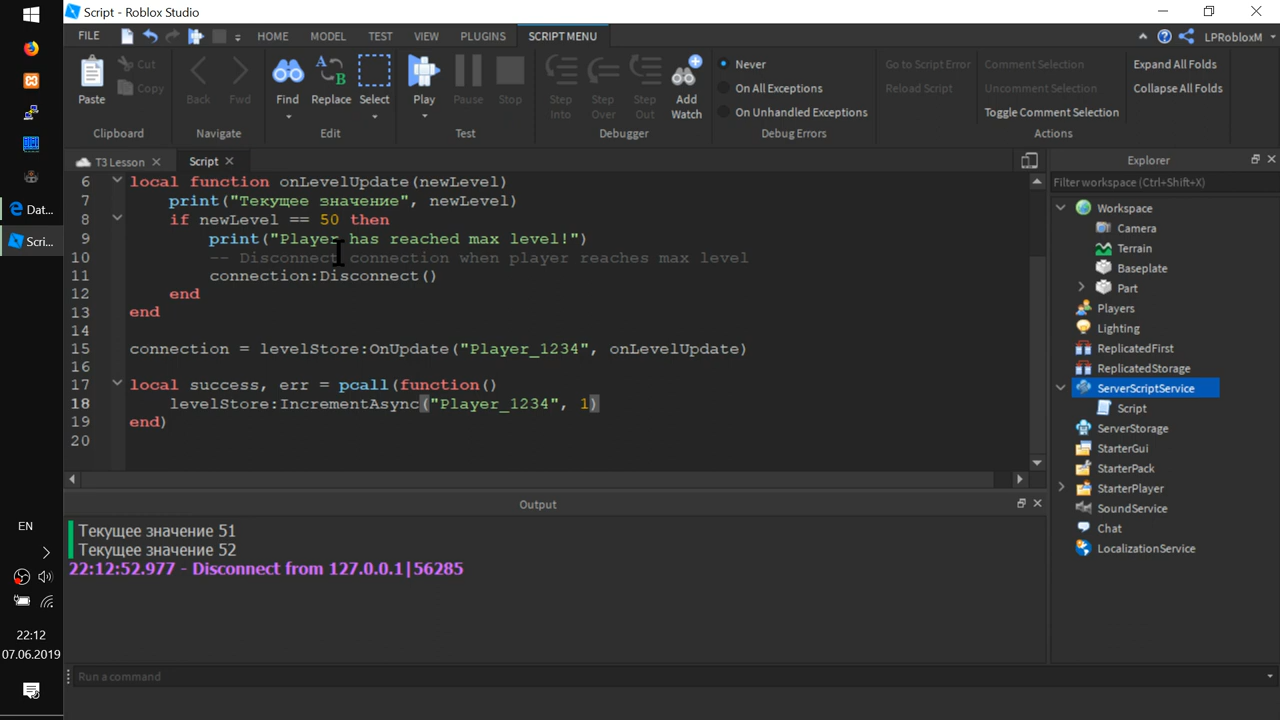 Script - Roblox Studio
FILE HOME MODEL TEST VIEW PLUGINS SCRIPT MENU LPRobloxM
Paste Cut Copy Back Fwd Find Replace Select Play Pause Stop Step Into Step Over Step Out Add Watch
Never
On All Exceptions
On Unhandled Exceptions
Go to Script Error
Reload Script
Comment Selection
Uncomment Selection
Toggle Comment Selection
Expand All Folds
Collapse All Folds
Clipboard Navigate Edit Test Debugger Debug Errors Actions
T3 Lesson Script
6 local function onLevelUpdate(newLevel)
7 print("Текущее значение", newLevel)
8 if newLevel == 50 then
9 print("Player has reached max level!")
10 -- Disconnect connection when player reaches max level
11 connection:Disconnect()
12 end
13 end
14
15 connection = levelStore:OnUpdate("Player_1234", onLevelUpdate)
16
17 local success, err = pcall(function()
18 levelStore:IncrementAsync("Player_1234", 1)
19 end)
20
Output
Текущее значение 51
Текущее значение 52
22:12:52.977 - Disconnect from 127.0.0.1|56285
Run a command
Explorer
Filter workspace (Ctrl+Shift+X)
Workspace
Camera
Terrain
Baseplate
Part
Players
Lighting
ReplicatedFirst
ReplicatedStorage
ServerScriptService
Script
ServerStorage
StarterGui
StarterPack
StarterPlayer
SoundService
Chat
LocalizationService
Dat...
Scri...
EN
22:12
07.06.2019